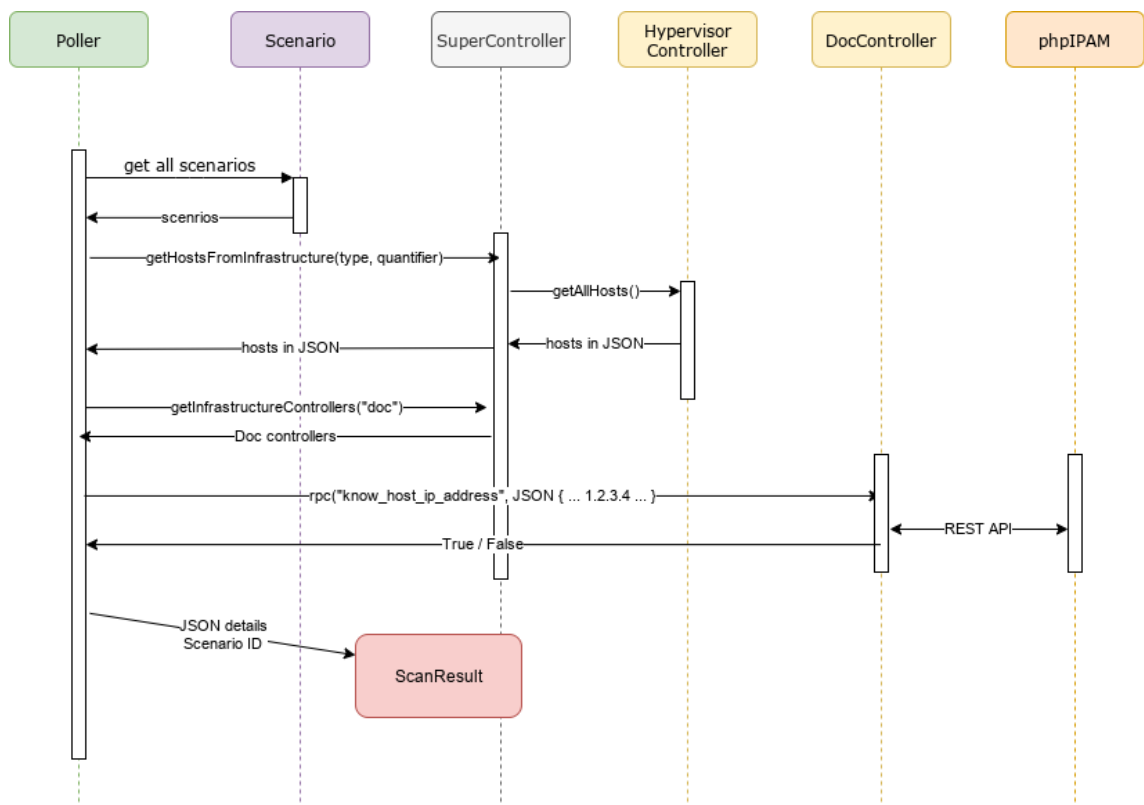 Poller
Scenario
SuperController
Hypervisor
Controller
DocController
phpIPAM
get all scenarios
scenrios
getHostsFromInfrastructure(type, quantifier)
getAllHosts()
hosts in JSON
hosts in JSON
getInfrastructureControllers("doc")
Doc controllers
rpc("know_host_ip_address", JSON { ... 1.2.3.4 ... }
REST API
True / False
JSON details
Scenario ID
ScanResult